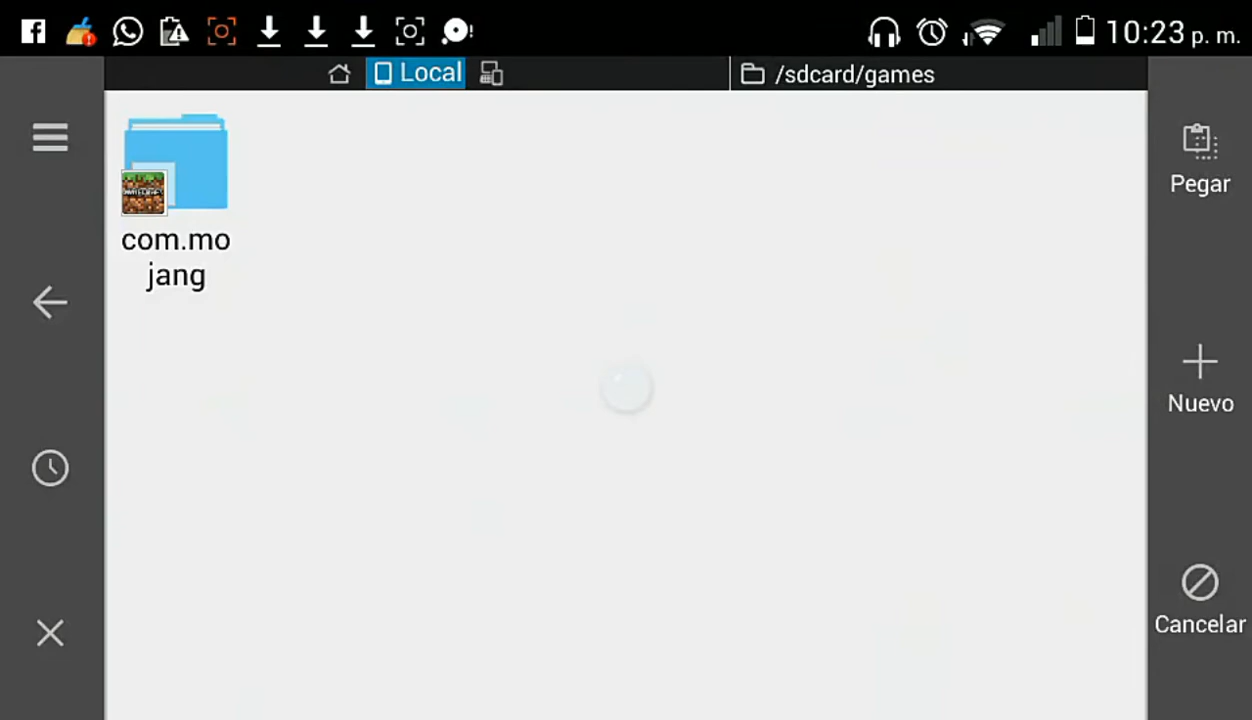 10:23 p. m.
Local
/sdcard/games
com.mo
jang
Pegar
Nuevo
Cancelar